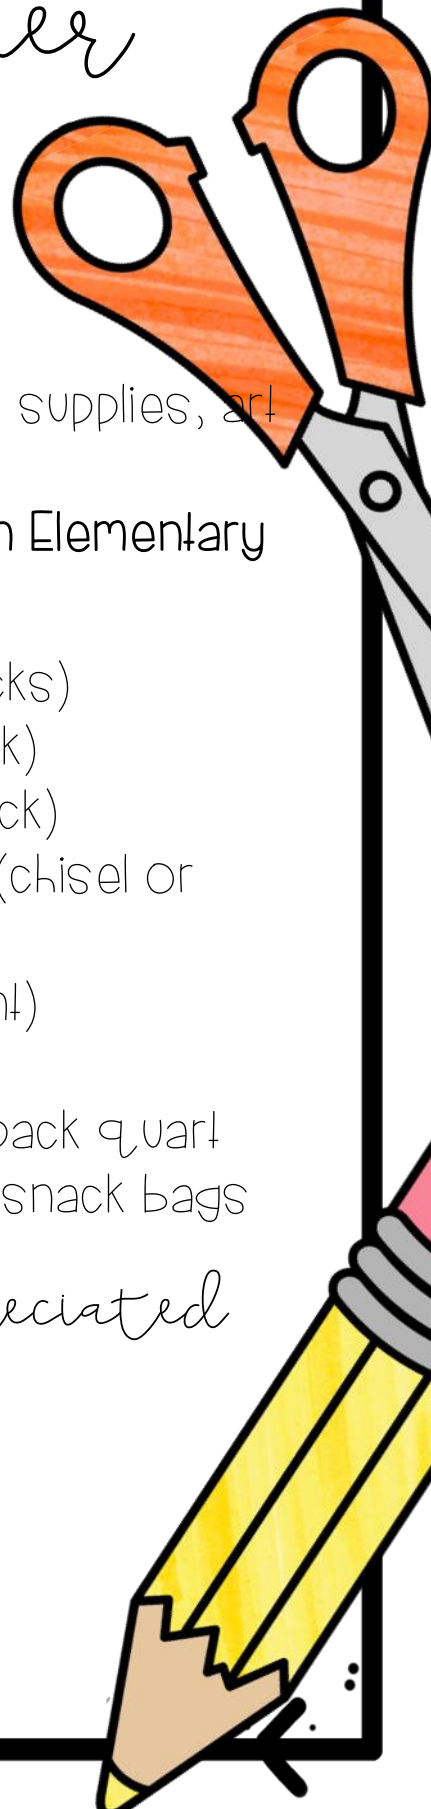 er
supplies, art
n Elementary
cks)
k)
ck)
(chisel or
nt)
pack quart
snack bags
eciated